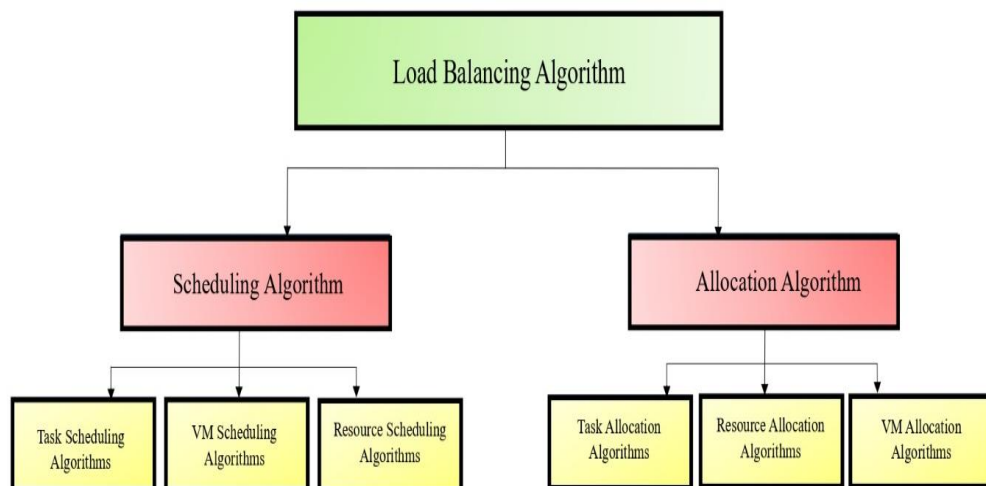 Load Balancing Algorithm
Scheduling Algorithm
Allocation Algorithm
Task Scheduling
Algorithms
VM Scheduling
Algorithms
Resource Scheduling
Algorithms
Task Allocation
Algorithms
Resource Allocation
Algorithms
VM Allocation
Algorithms